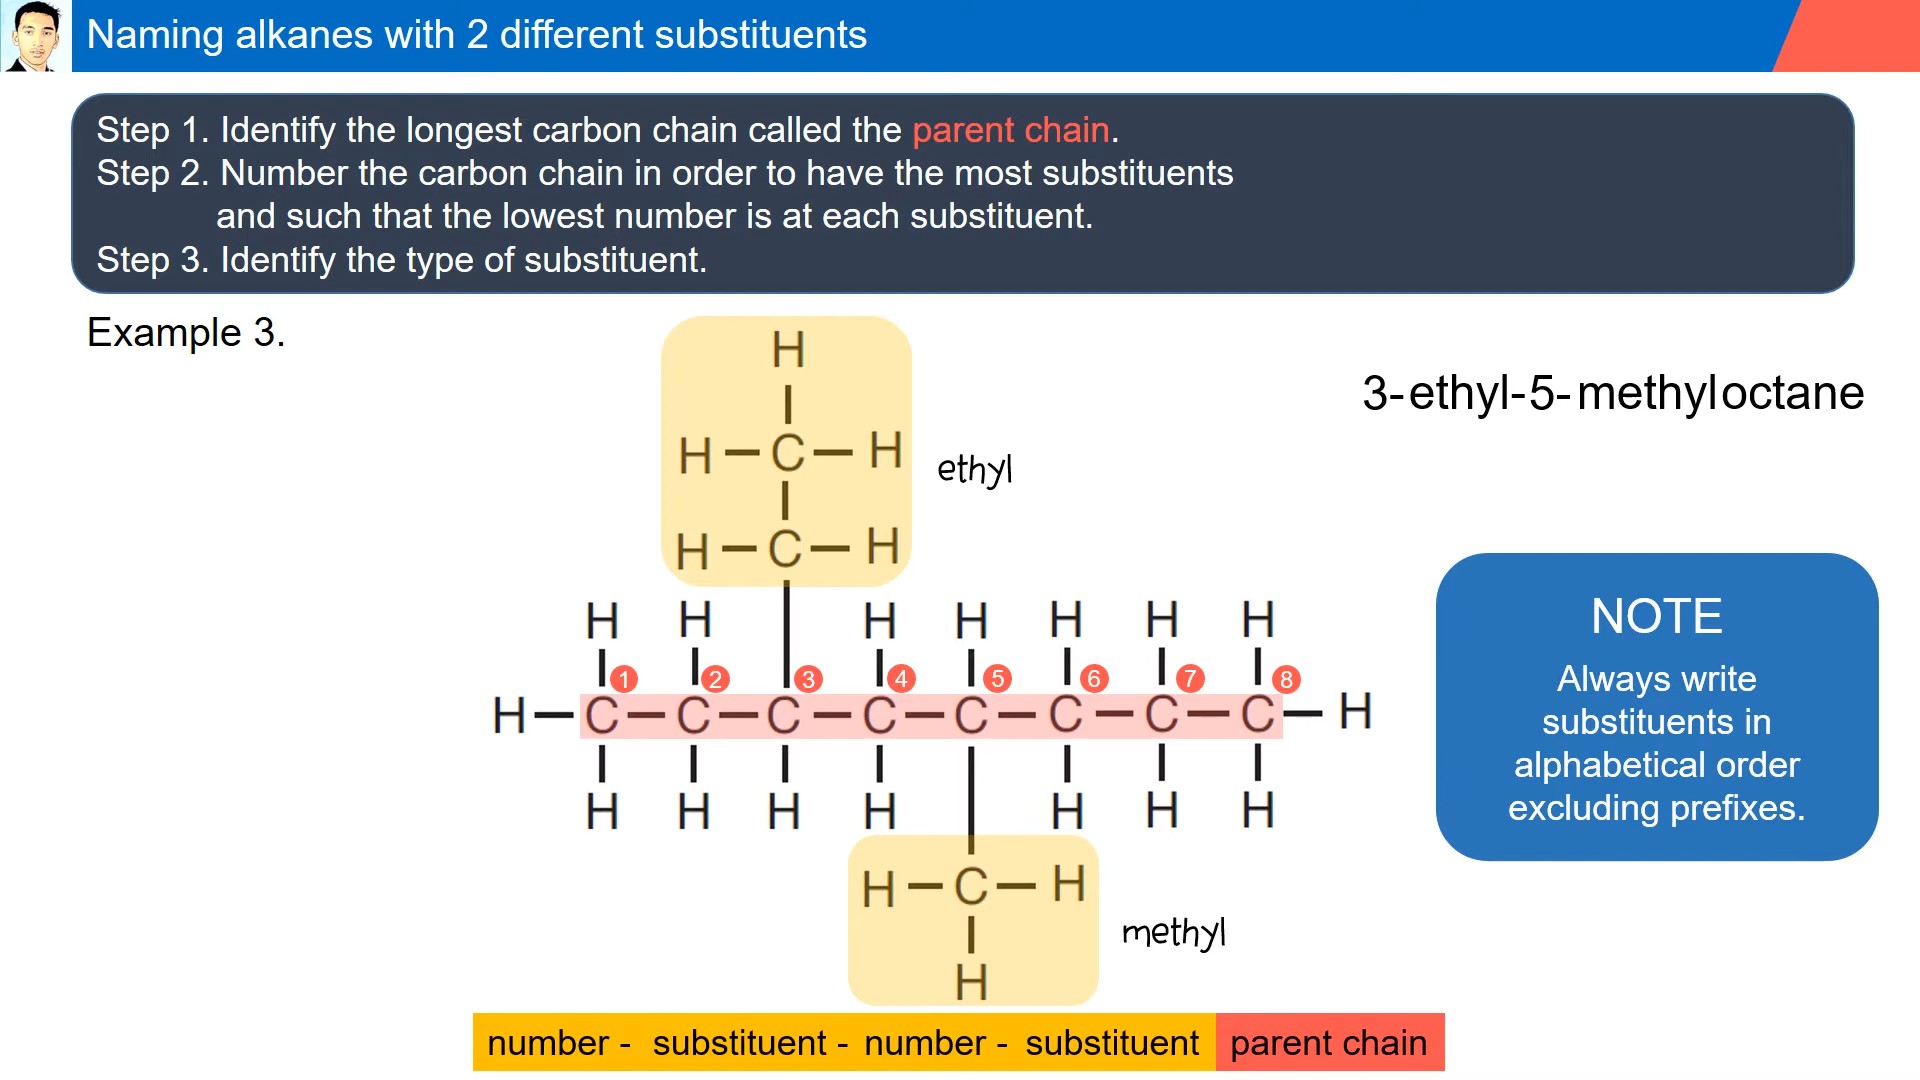 Naming alkanes with 2 different substituents
Step 1. Identify the longest carbon chain called the parent chain.
Step 2. Number the carbon chain in order to have the most substituents
and such that the lowest number is at each substituent.
Step 3. Identify the type of substituent.
Example 3.
3-ethyl-5-methyloctane
H
H C H
ethyl
H C H
H H H H H H H
1 2 3 4 5 6 7 8
H C C C C C C C C H
H H H H H H H
H C H
methyl
H
NOTE
Always write
substituents in
alphabetical order
excluding prefixes.
number - substituent - number - substituent parent chain